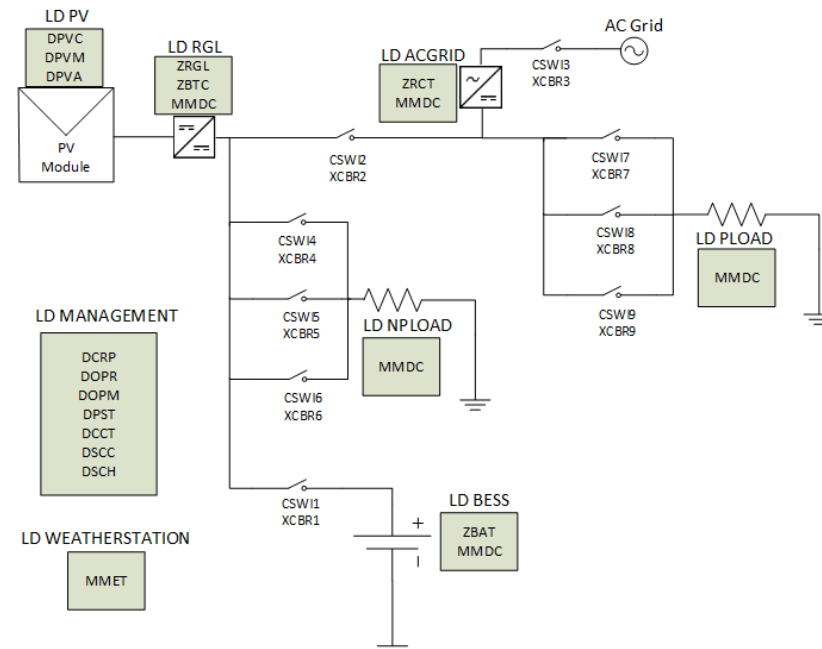 LD PV
DPVC
DPVM
DPVA
PV
Module
LD RGL
ZRGL
ZBTC
MMDC
LD ACGRID
ZRCT
MMDC
AC Grid
CSWI3
XCBR3
CSWI2
XCBR2
CSWI7
XCBR7
CSWI4
XCBR4
CSWI8
XCBR8
LD PLOAD
MMDC
CSWI5
XCBR5
LD NPLOAD
MMDC
CSWI9
XCBR9
CSWI6
XCBR6
LD MANAGEMENT
DCRP
DOPR
DOPM
DPST
DCCT
DSCC
DSCH
CSWI1
XCBR1
+
LD BESS
ZBAT
MMDC
LD WEATHERSTATION
MMET